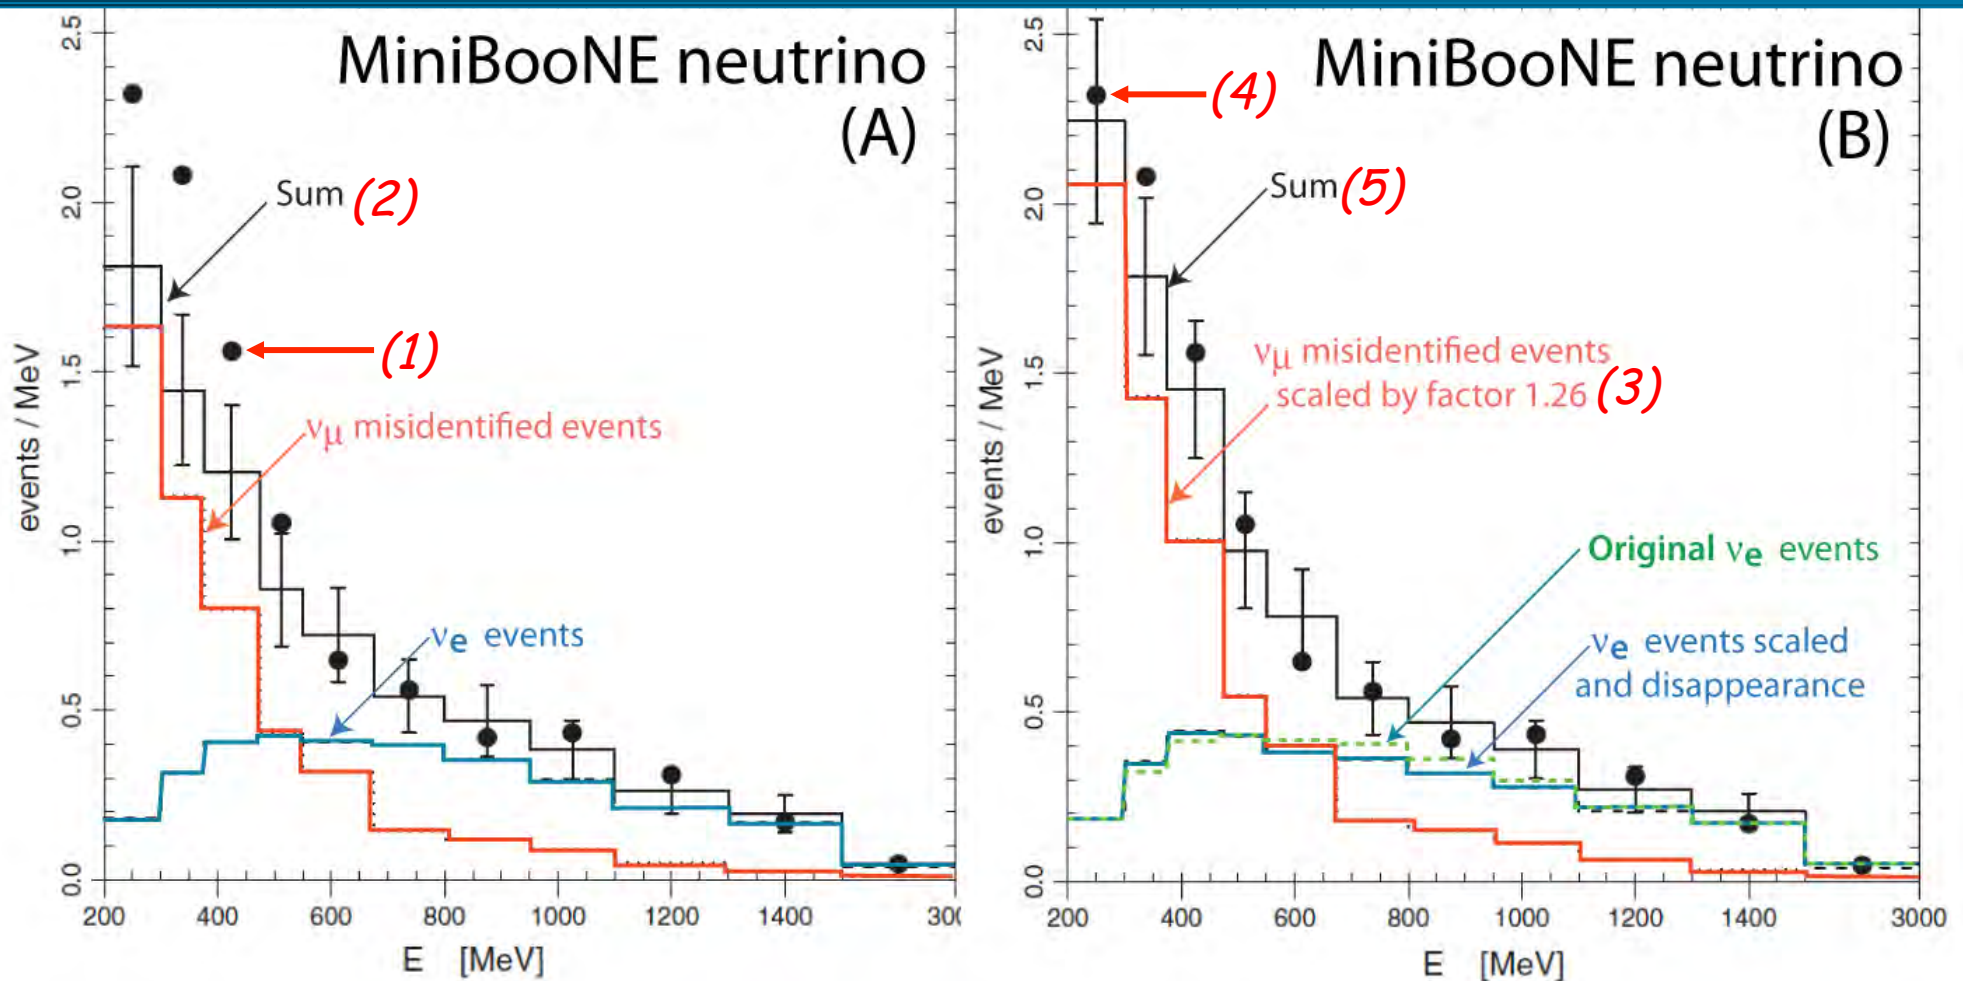 MiniBooNE neutrino
(A)
2.5
2.0
1.5
1.0
0.5
0.0
events / MeV
Sum (2)
(1)
νμ misidentified events
νe events
200 400 600 800 1000 1200 1400 300
E [MeV]
MiniBooNE neutrino
(B)
2.5
2.0
1.5
1.0
0.5
0.0
events / MeV
(4)
Sum (5)
νμ misidentified events
scaled by factor 1.26 (3)
Original νe events
νe events scaled
and disappearance
200 400 600 800 1000 1200 1400 3000
E [MeV]